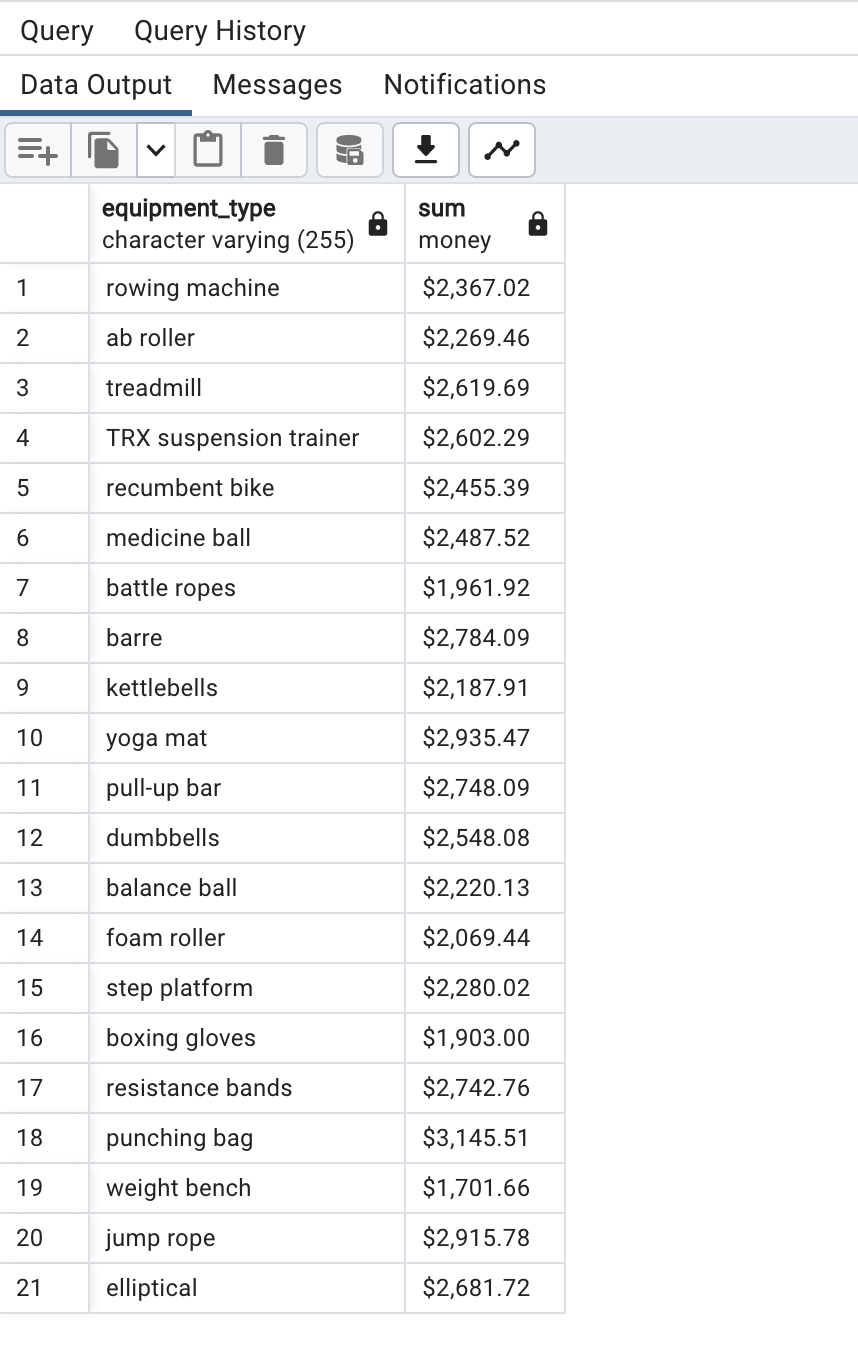 Query Query History
Data Output Messages Notifications
equipment_type sum
character varying (255) money
1 rowing machine $2,367.02
2 ab roller $2,269.46
3 treadmill $2,619.69
4 TRX suspension trainer $2,602.29
5 recumbent bike $2,455.39
6 medicine ball $2,487.52
7 battle ropes $1,961.92
8 barre $2,784.09
9 kettlebells $2,187.91
10 yoga mat $2,935.47
11 pull-up bar $2,748.09
12 dumbbells $2,548.08
13 balance ball $2,220.13
14 foam roller $2,069.44
15 step platform $2,280.02
16 boxing gloves $1,903.00
17 resistance bands $2,742.76
18 punching bag $3,145.51
19 weight bench $1,701.66
20 jump rope $2,915.78
21 elliptical $2,681.72